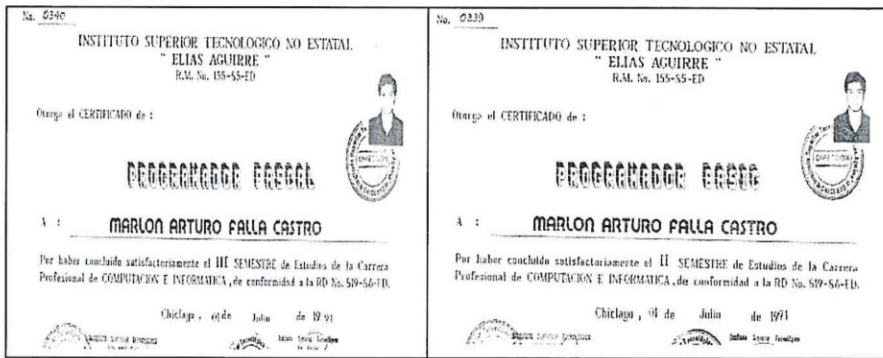 No. 0340
INSTITUTO SUPERIOR TECNOLOGICO NO ESTATAL
" ELIAS AGUIRRE "
R.M. No. 155-85-ED
Otorga el CERTIFICADO de :
PROGRAMADOR PASCAL
A : MARLON ARTURO FALLA CASTRO
Por haber concluido satisfactoriamente el III SEMESTRE de Estudios de la Carrera
Profesional de COMPUTACION E INFORMATICA, de conformidad a la RD No. 519-86-ED.
Chiclayo, 01 de Julio de 1991
No. 0339
INSTITUTO SUPERIOR TECNOLOGICO NO ESTATAL
" ELIAS AGUIRRE "
R.M. No. 155-85-ED
Otorga el CERTIFICADO de :
DIRECCION
PROGRAMADOR BASIC
A : MARLON ARTURO FALLA CASTRO
Por haber concluido satisfactoriamente el II SEMESTRE de Estudios de la Carrera
Profesional de COMPUTACION E INFORMATICA, de conformidad a la RD No. 519-86-ED.
Chiclayo, 01 de Julio de 1991